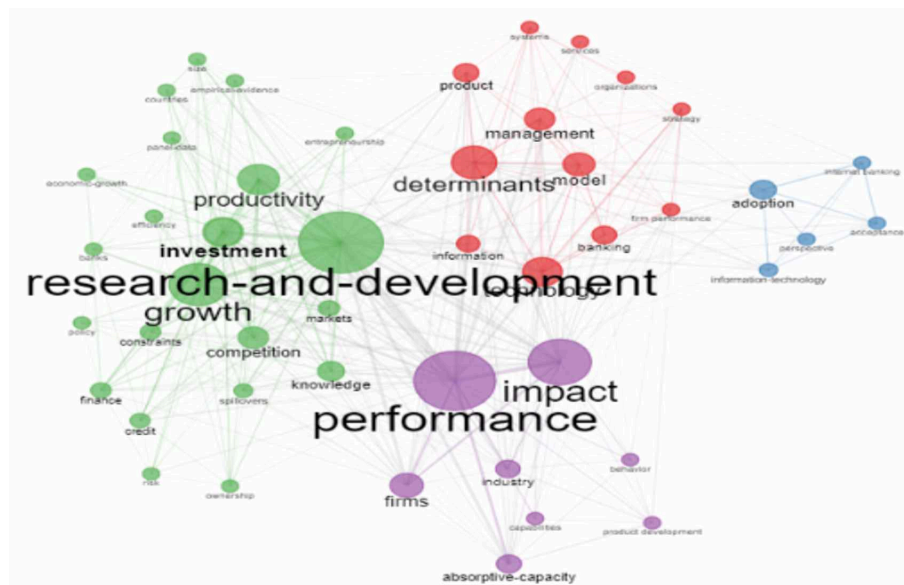 systems
services
size
organizations
product
empirical-evidence
countries
strategy
management
entrepreneurship
panel-data
internet banking
determinants
model
economic-growth
productivity
adoption
firm performance
efficiency
acceptance
banking
perspective
investment
banks
information
information-technology
research-and-development
technology
growth
markets
policy
constraints
competition
knowledge
impact
finance
spillovers
performance
credit
behavior
risk
industry
ownership
firms
capabilities
product development
absorptive-capacity